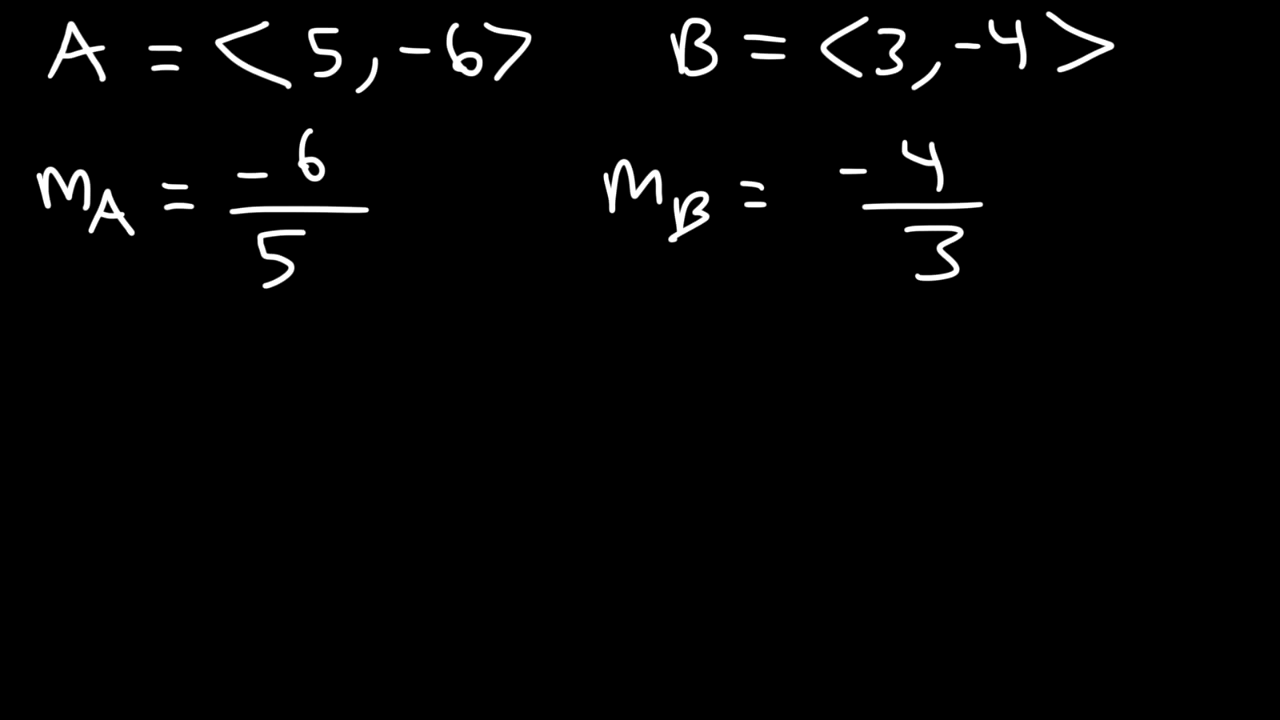 A = <5, -6> B = <3, -4>
m_A = -6/5 m_B = -4/3